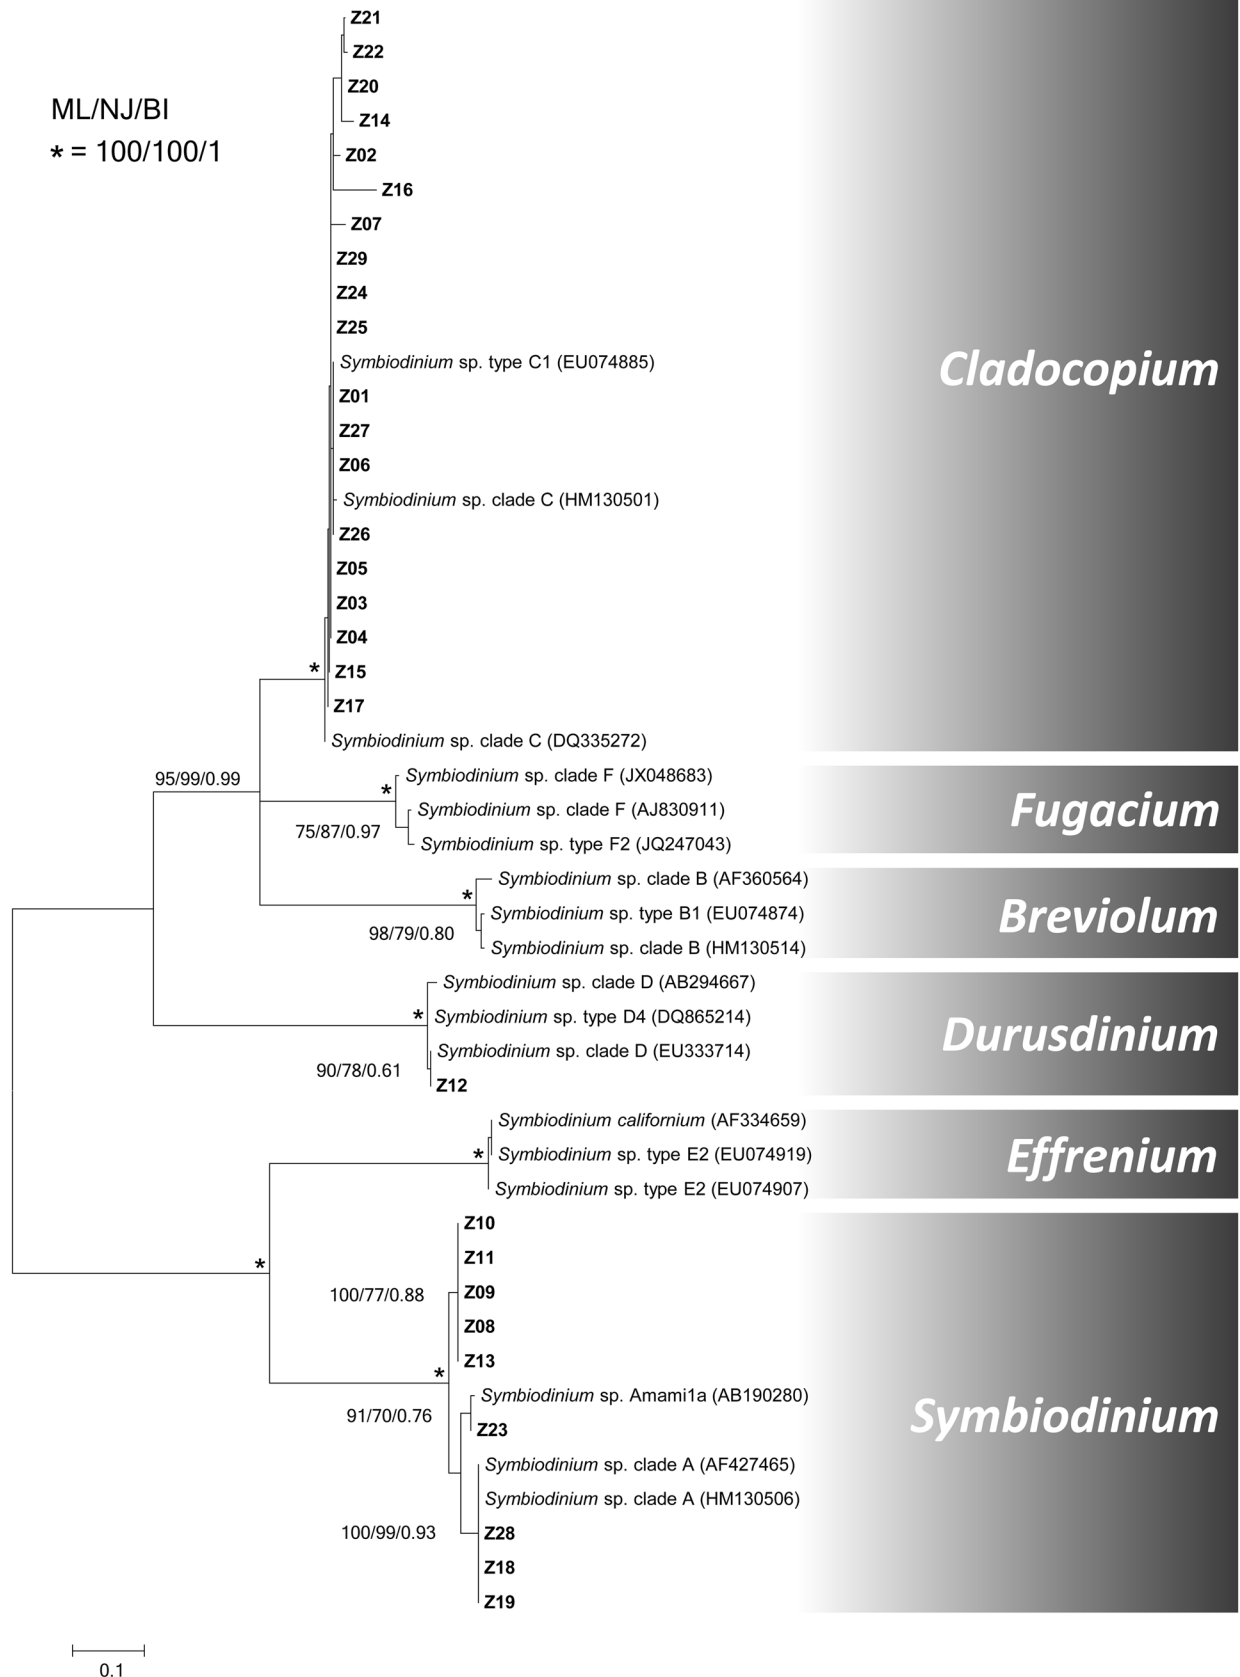 Z21
Z22
Z20
ML/NJ/BI
Z14
* = 100/100/1
Z02
Z16
Z07
Z29
Z24
Z25
Symbiodinium sp. type C1 (EU074885)
Cladocopium
Z01
Z27
Z06
Symbiodinium sp. clade C (HM130501)
Z26
Z05
Z03
Z04
*
Z15
Z17
Symbiodinium sp. clade C (DQ335272)
95/99/0.99
Symbiodinium sp. clade F (JX048683)
*
Symbiodinium sp. clade F (AJ830911)
Fugacium
75/87/0.97
Symbiodinium sp. type F2 (JQ247043)
Symbiodinium sp. clade B (AF360564)
*
Symbiodinium sp. type B1 (EU074874)
Breviolum
98/79/0.80
Symbiodinium sp. clade B (HM130514)
Symbiodinium sp. clade D (AB294667)
*
Symbiodinium sp. type D4 (DQ865214)
Durusdinium
Symbiodinium sp. clade D (EU333714)
90/78/0.61
Z12
Symbiodinium californium (AF334659)
*
Symbiodinium sp. type E2 (EU074919)
Effrenium
Symbiodinium sp. type E2 (EU074907)
Z10
Z11
*
100/77/0.88
Z09
Z08
Z13
*
Symbiodinium sp. Amami1a (AB190280)
91/70/0.76
Symbiodinium
Z23
Symbiodinium sp. clade A (AF427465)
Symbiodinium sp. clade A (HM130506)
100/99/0.93
Z28
Z18
Z19
0.1